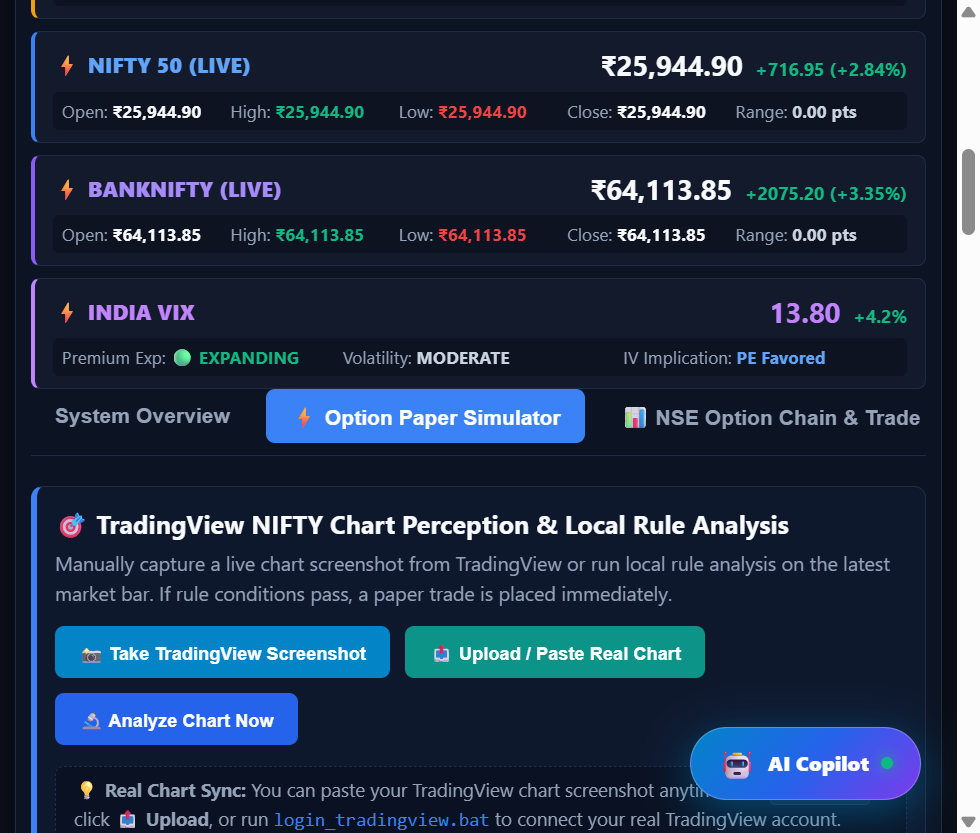 NIFTY 50 (LIVE)
₹25,944.90 +716.95 (+2.84%)
Open: ₹25,944.90 High: ₹25,944.90 Low: ₹25,944.90 Close: ₹25,944.90 Range: 0.00 pts
BANKNIFTY (LIVE)
₹64,113.85 +2075.20 (+3.35%)
Open: ₹64,113.85 High: ₹64,113.85 Low: ₹64,113.85 Close: ₹64,113.85 Range: 0.00 pts
INDIA VIX
13.80 +4.2%
Premium Exp: EXPANDING Volatility: MODERATE IV Implication: PE Favored
System Overview
Option Paper Simulator
NSE Option Chain & Trade
TradingView NIFTY Chart Perception & Local Rule Analysis
Manually capture a live chart screenshot from TradingView or run local rule analysis on the latest
market bar. If rule conditions pass, a paper trade is placed immediately.
Take TradingView Screenshot
Upload / Paste Real Chart
Analyze Chart Now
AI Copilot
Real Chart Sync: You can paste your TradingView chart screenshot
click Upload, or run login_tradingview.bat to connect your real TradingView account.